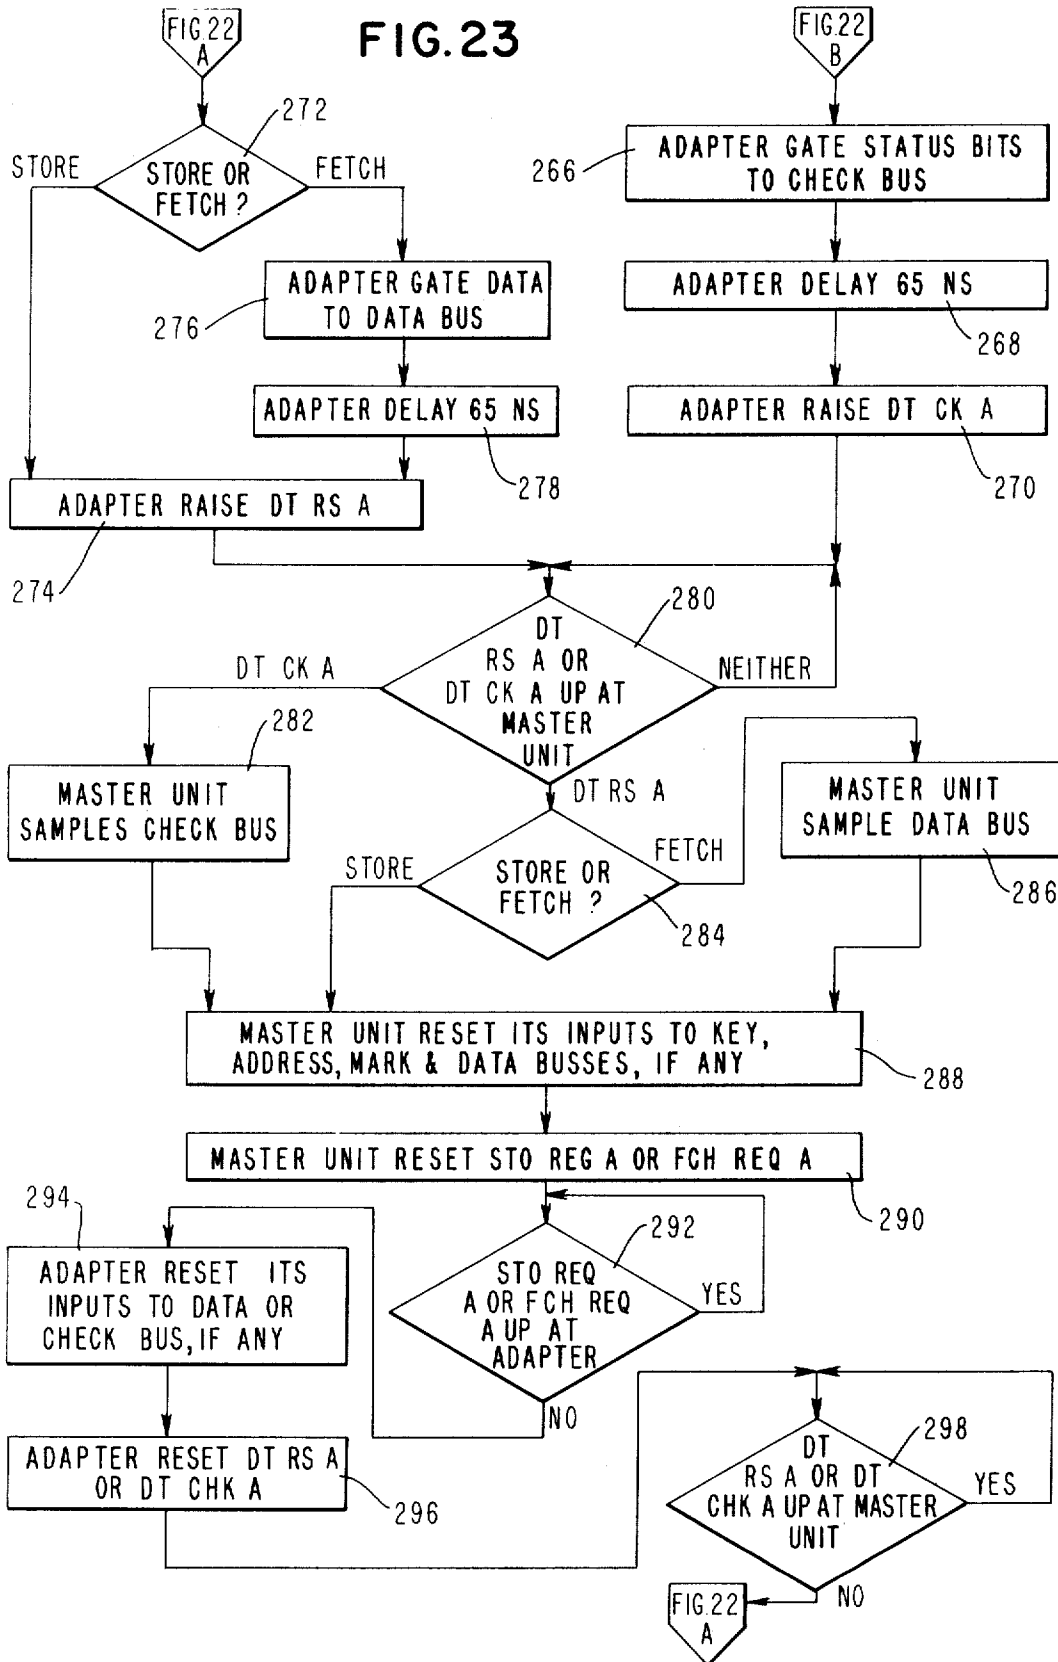 FIG. 23
FIG.22
A
FIG.22
B
272
STORE
STORE OR
FETCH ?
FETCH
266
ADAPTER GATE STATUS BITS
TO CHECK BUS
276
ADAPTER GATE DATA
TO DATA BUS
ADAPTER DELAY 65 NS
268
ADAPTER DELAY 65 NS
278
ADAPTER RAISE DT CK A
270
ADAPTER RAISE DT RS A
274
280
DT
RS A OR
DT CK A UP AT
MASTER
UNIT
DT CK A
NEITHER
DT RS A
282
MASTER UNIT
SAMPLES CHECK BUS
MASTER UNIT
SAMPLE DATA BUS
286
STORE
STORE OR
FETCH ?
FETCH
284
MASTER UNIT RESET ITS INPUTS TO KEY,
ADDRESS, MARK & DATA BUSSES, IF ANY
288
MASTER UNIT RESET STO REG A OR FCH REQ A
290
292
STO REQ
A OR FCH REQ
A UP AT
ADAPTER
YES
NO
294
ADAPTER RESET ITS
INPUTS TO DATA OR
CHECK BUS, IF ANY
ADAPTER RESET DT RS A
OR DT CHK A
296
298
DT
RS A OR DT
CHK A UP AT MASTER
UNIT
YES
NO
FIG.22
A